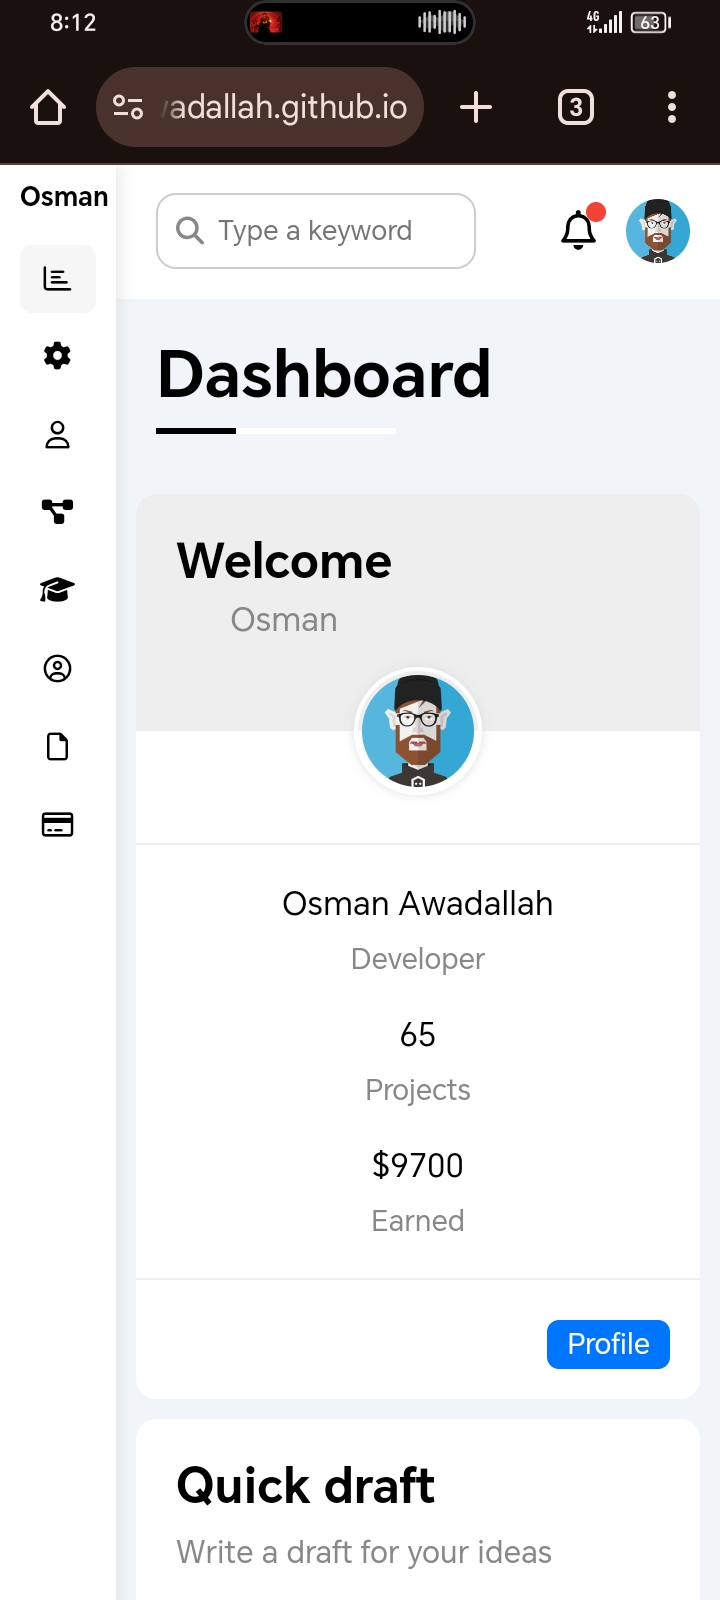 8:12
4G
63
adallah.github.io
3
Osman
Type a keyword
Dashboard
Welcome
Osman
Osman Awadallah
Developer
65
Projects
$9700
Earned
Profile
Quick draft
Write a draft for your ideas